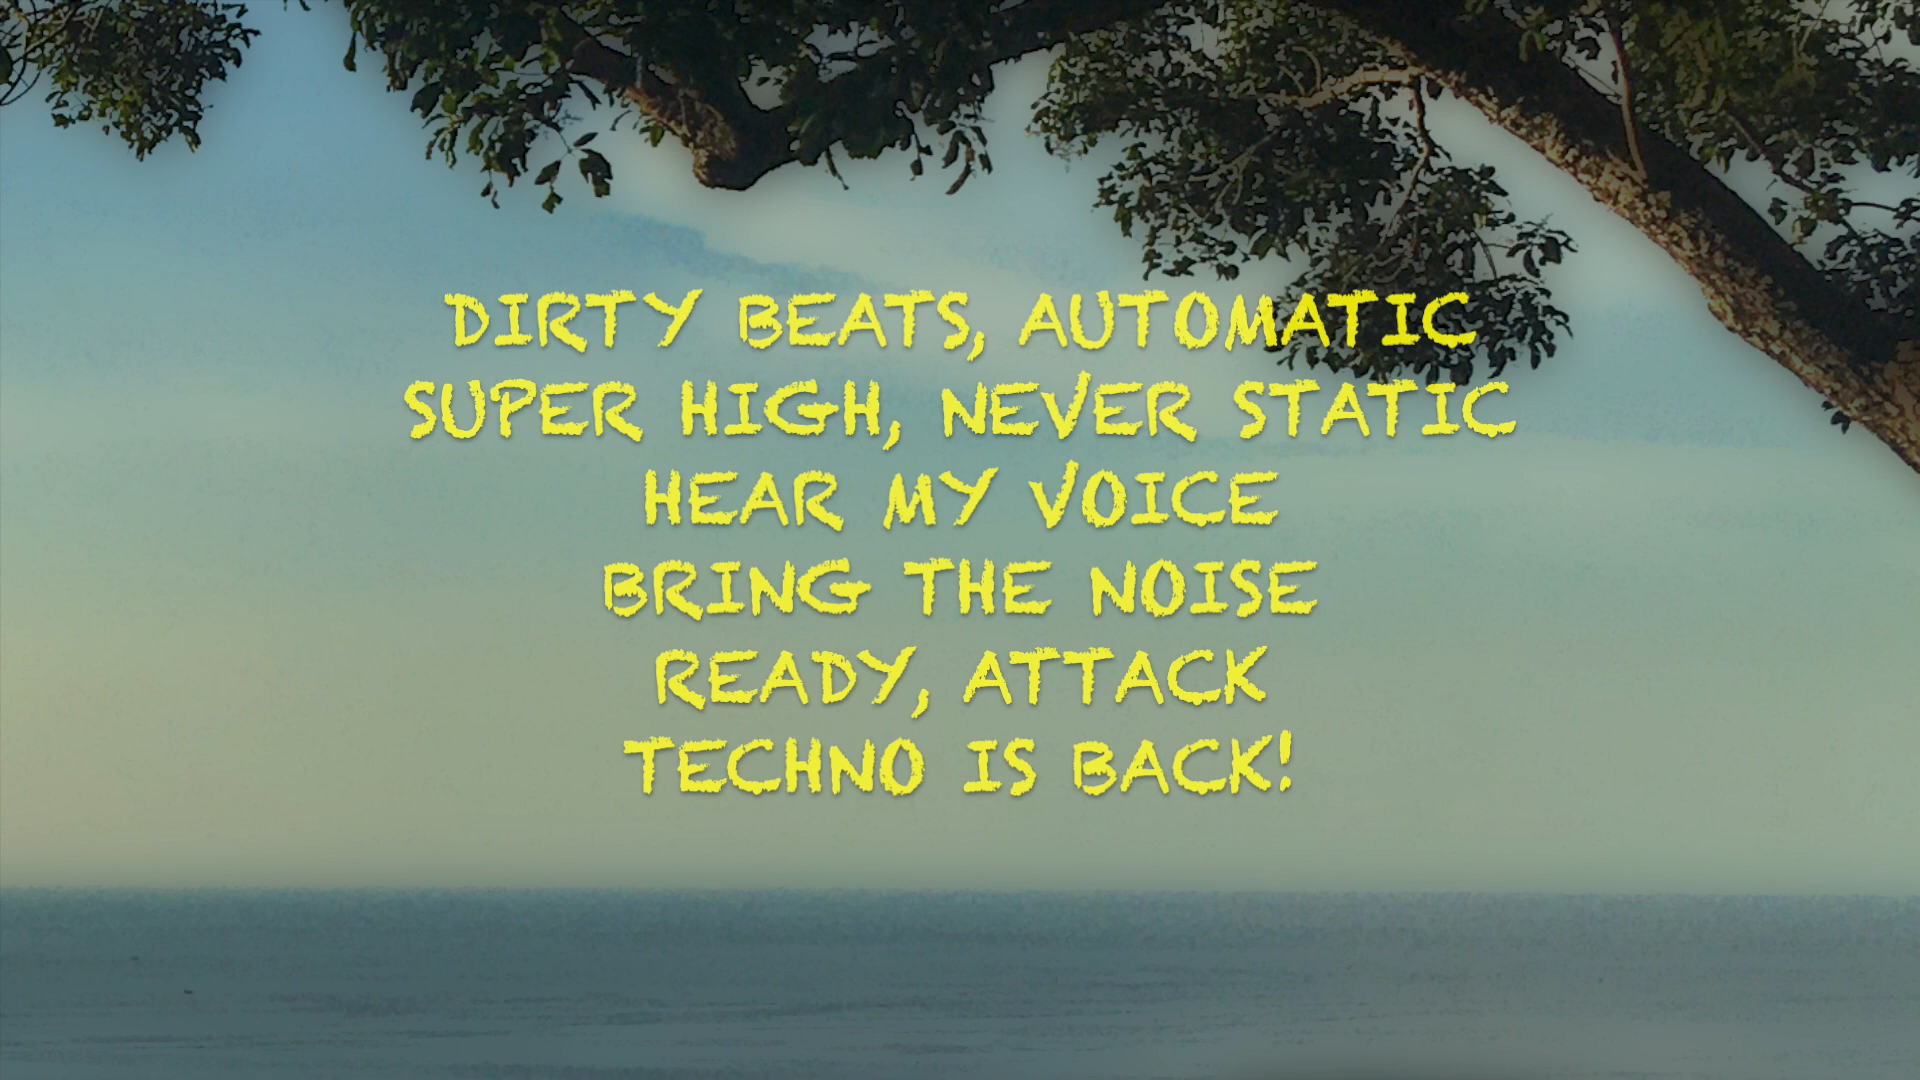 DIRTY BEATS, AUTOMATIC
SUPER HIGH, NEVER STATIC
HEAR MY VOICE
BRING THE NOISE
READY, ATTACK
TECHNO IS BACK!